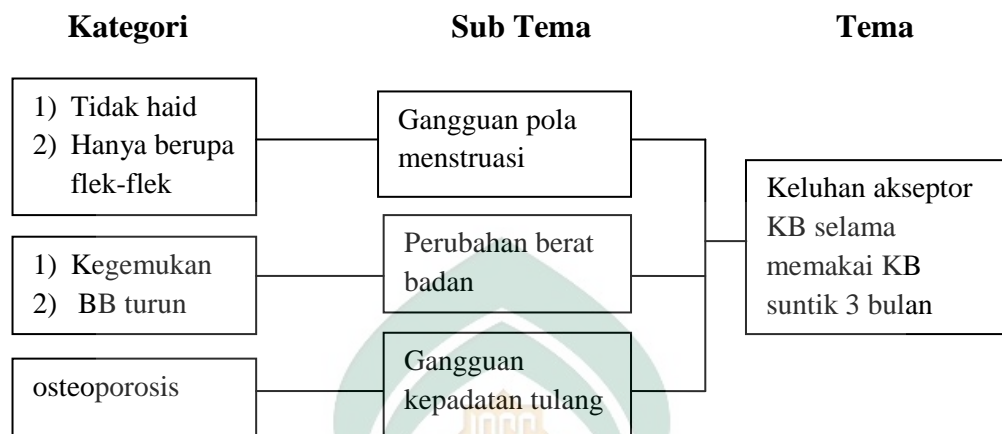 Kategori Sub Tema Tema
1) Tidak haid
2) Hanya berupa
flek-flek
Gangguan pola
menstruasi
1) Kegemukan
2) BB turun
Perubahan berat
badan
osteoporosis
Gangguan
kepadatan tulang
Keluhan akseptor
KB selama
memakai KB
suntik 3 bulan